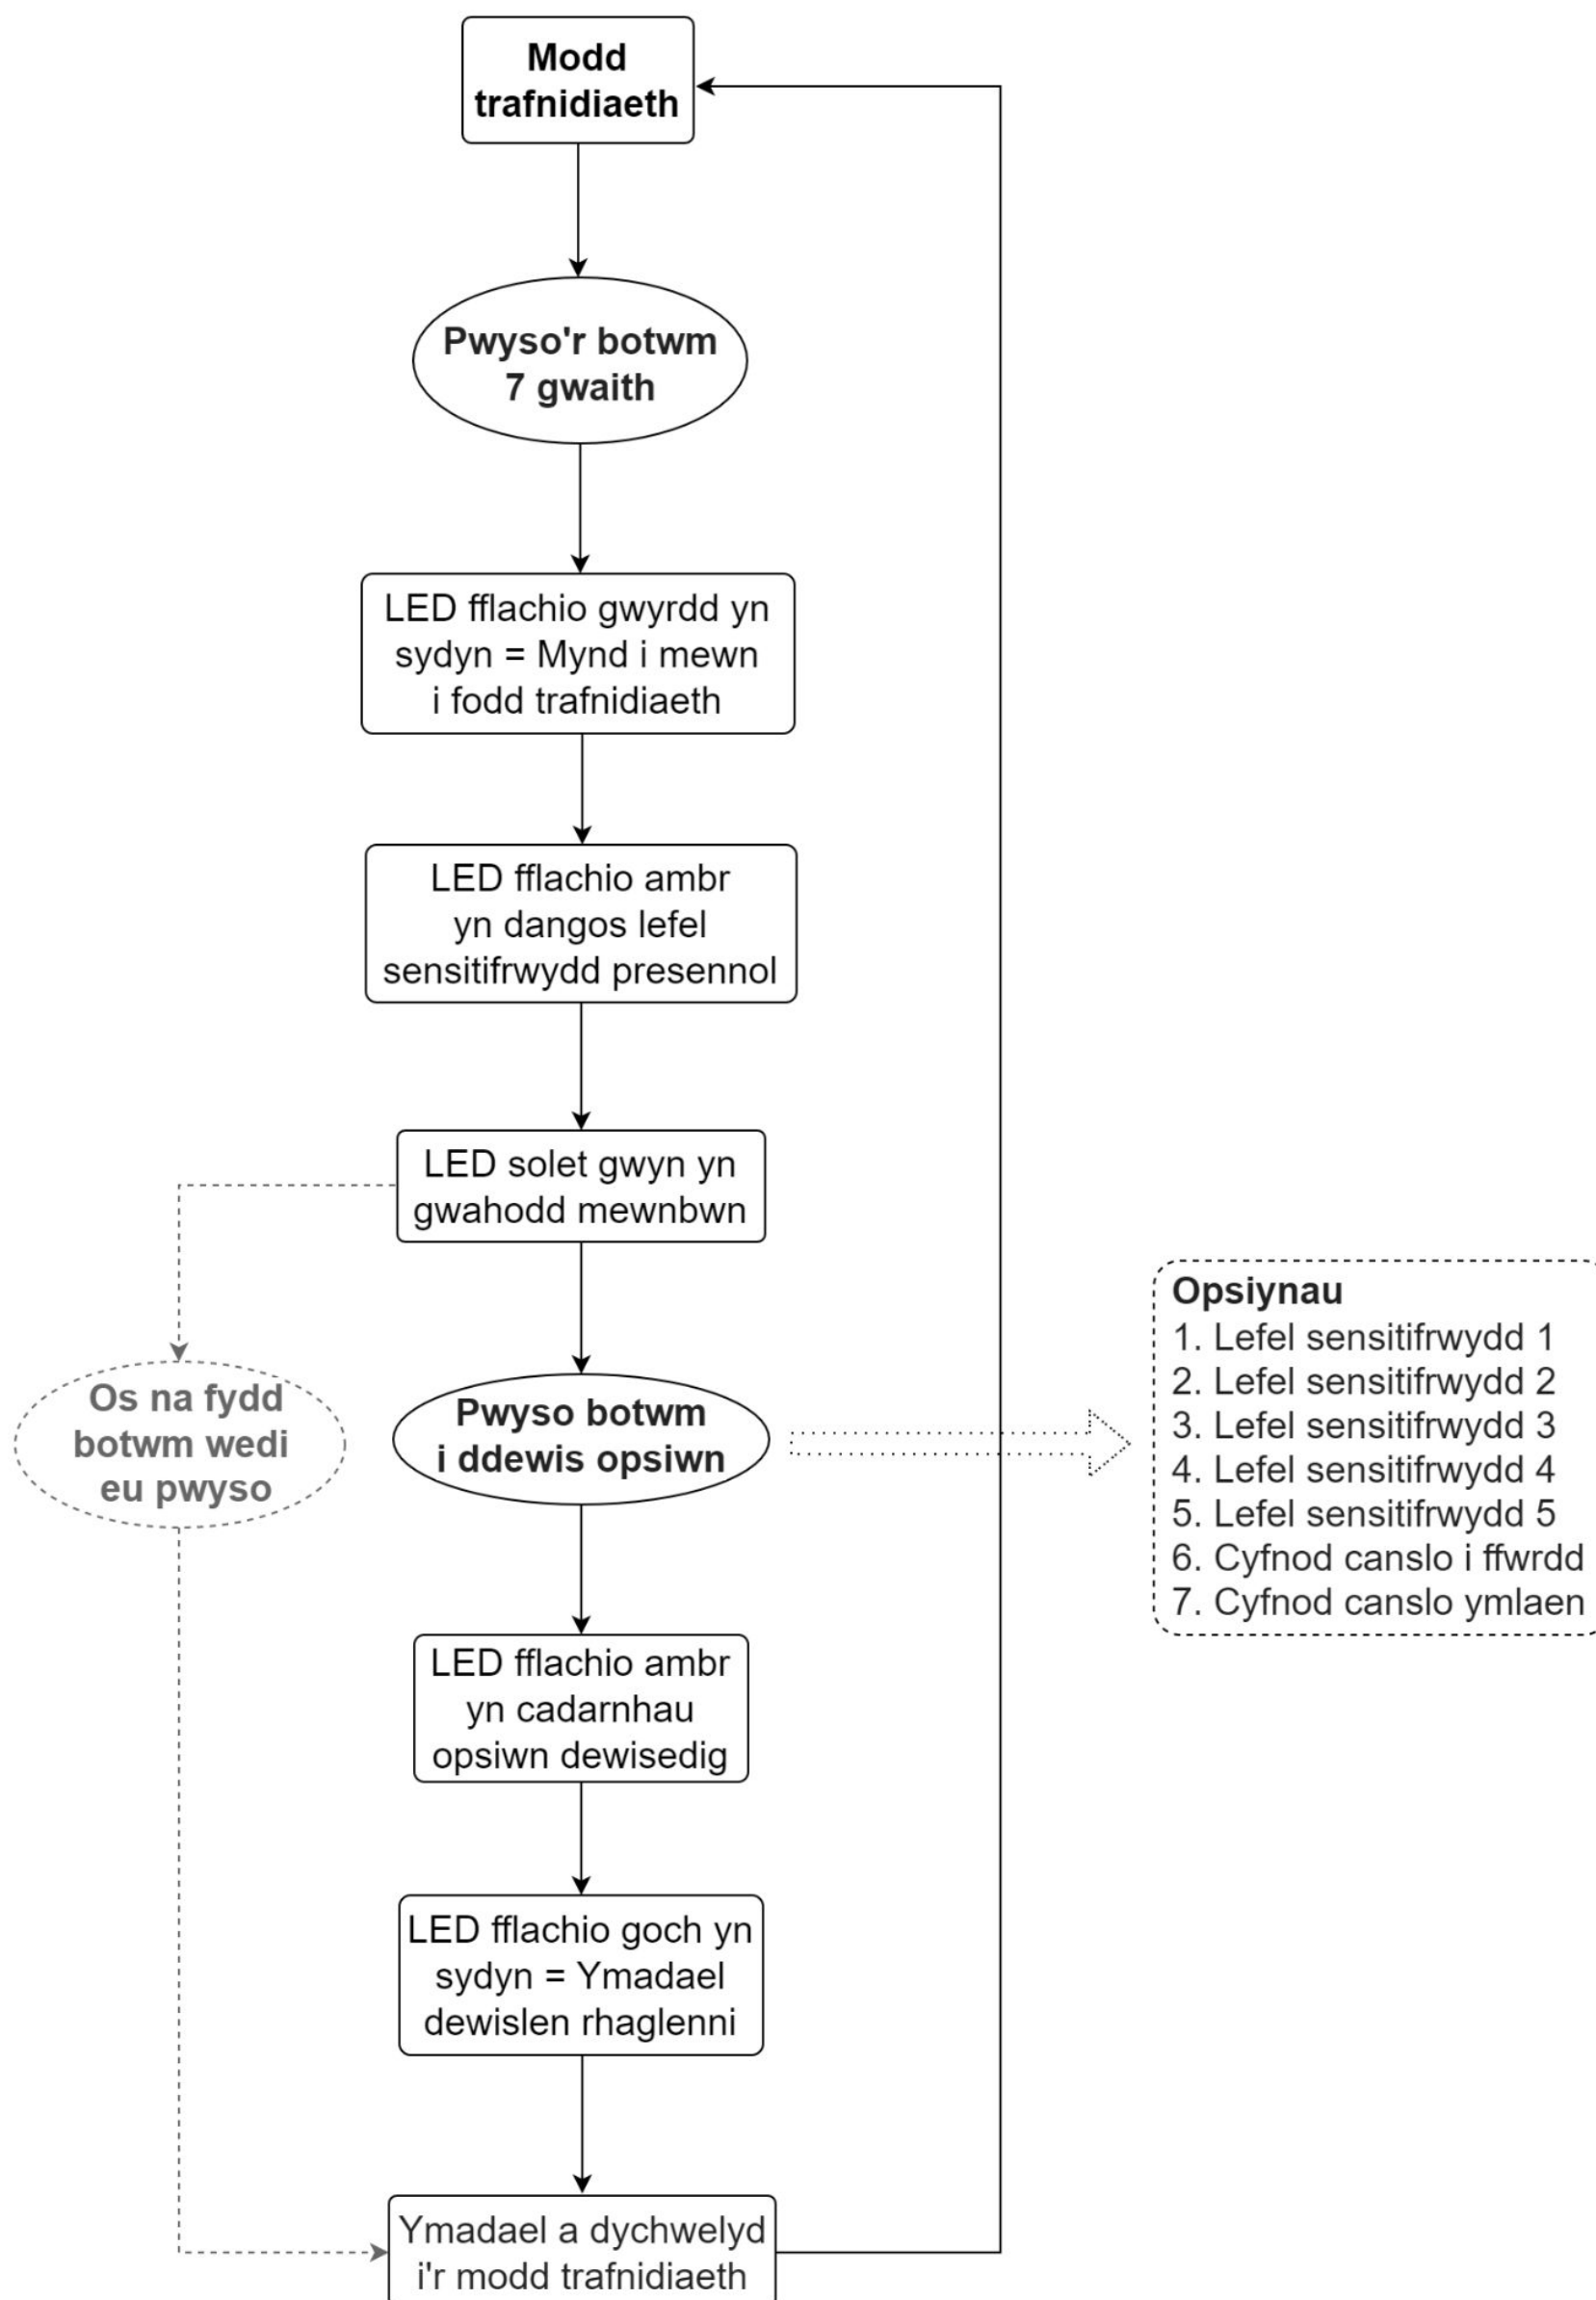 Modd
trafnidiaeth
Pwyso'r botwm
7 gwaith
LED fflachio gwyrdd yn
sydyn = Mynd i mewn
i fodd trafnidiaeth
LED fflachio ambr
yn dangos lefel
sensitifrwydd presennol
LED solet gwyn yn
gwahodd mewnbwn
Os na fydd
botwm wedi
eu pwyso
Pwyso botwm
i ddewis opsiwn
Opsiynau
1. Lefel sensitifrwydd 1
2. Lefel sensitifrwydd 2
3. Lefel sensitifrwydd 3
4. Lefel sensitifrwydd 4
5. Lefel sensitifrwydd 5
6. Cyfnod canslo i ffwrdd
7. Cyfnod canslo ymlaen
LED fflachio ambr
yn cadarnhau
opsiwn dewisedig
LED fflachio goch yn
sydyn = Ymadael
dewislen rhaglenni
Ymadael a dychwelyd
i'r modd trafnidiaeth